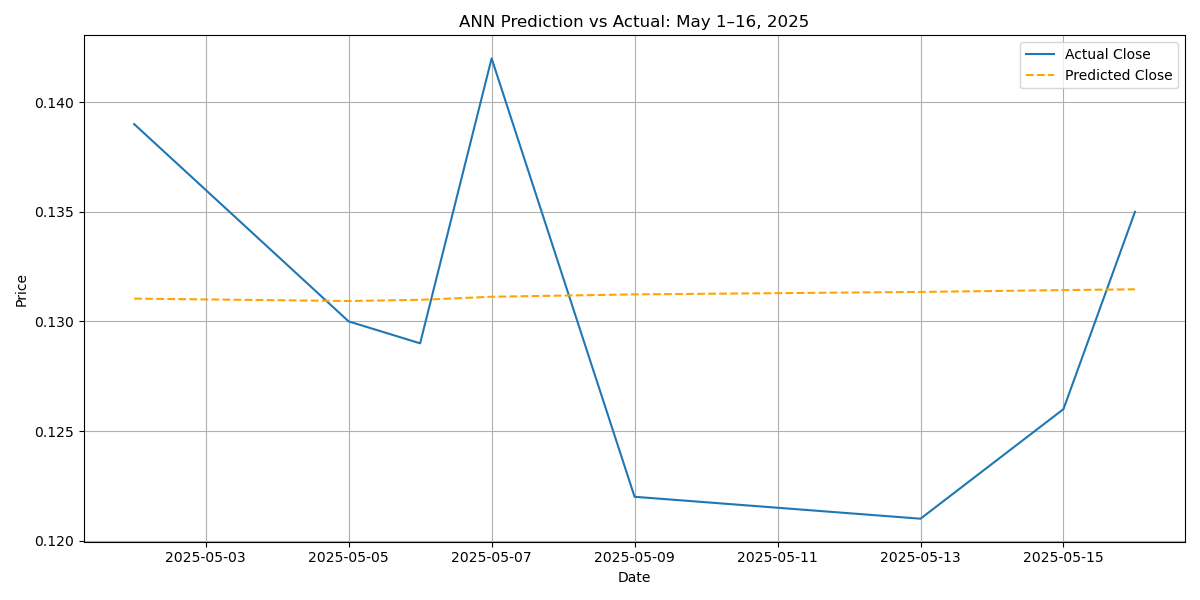 ANN Prediction vs Actual: May 1–16, 2025
Actual Close
Predicted Close
Price
0.140
0.135
0.130
0.125
0.120
2025-05-03 2025-05-05 2025-05-07 2025-05-09 2025-05-11 2025-05-13 2025-05-15
Date